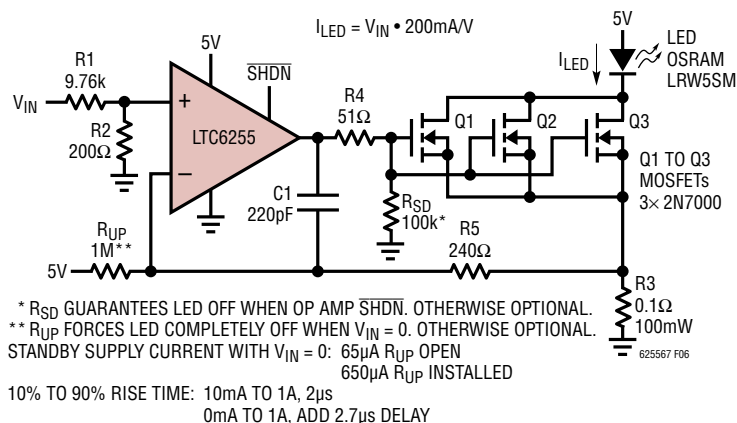 I_LED = V_IN • 200mA/V
5V
LED
OSRAM
LRW5SM
I_LED
5V
S̅H̅D̅N̅
R1
9.76k
V_IN
R2
200Ω
+
−
LTC6255
R4
51Ω
Q1
Q2
Q3
Q1 TO Q3
MOSFETs
3× 2N7000
C1
220pF
R_SD
100k*
R_UP
1M**
5V
R5
240Ω
R3
0.1Ω
100mW
* R_SD GUARANTEES LED OFF WHEN OP AMP S̅H̅D̅N̅. OTHERWISE OPTIONAL.
** R_UP FORCES LED COMPLETELY OFF WHEN V_IN = 0. OTHERWISE OPTIONAL.
STANDBY SUPPLY CURRENT WITH V_IN = 0: 65µA R_UP OPEN
650µA R_UP INSTALLED
625567 F06
10% TO 90% RISE TIME: 10mA TO 1A, 2µs
0mA TO 1A, ADD 2.7µs DELAY